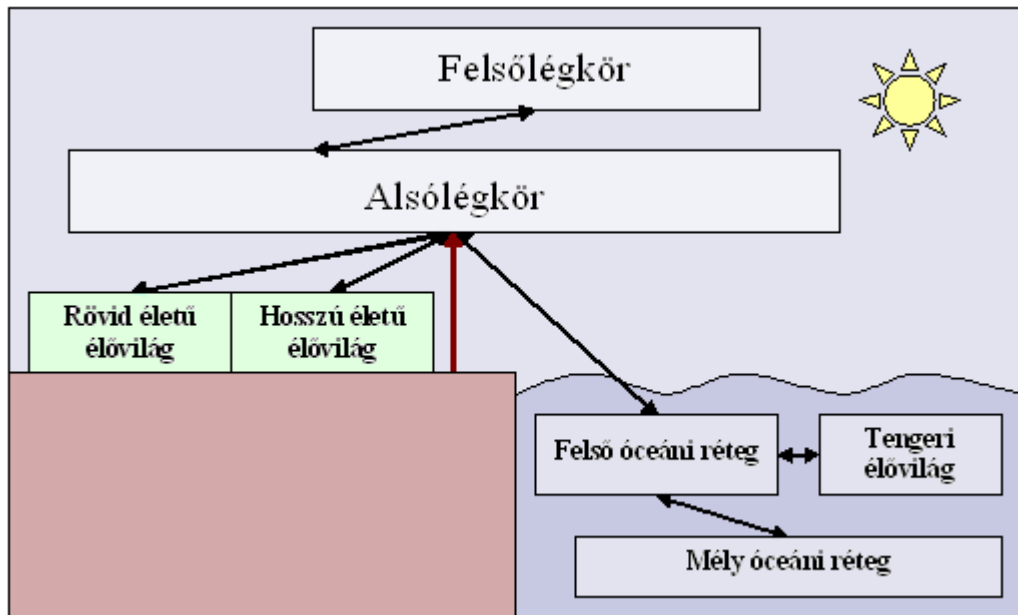 Felsőlégkör
Alsólégkör
Rövid életű
élővilág
Hosszú életű
élővilág
Felső óceáni réteg
Tengeri
élővilág
Mély óceáni réteg